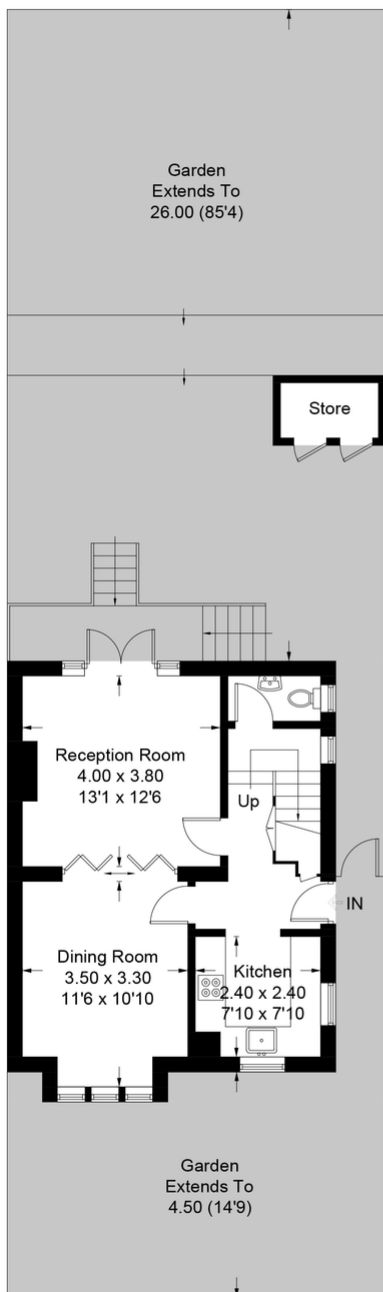 Garden
Extends To
26.00 (85'4)
Store
Reception Room
4.00 x 3.80
13'1 x 12'6
Up
IN
Dining Room
3.50 x 3.30
11'6 x 10'10
Kitchen
2.40 x 2.40
7'10 x 7'10
Garden
Extends To
4.50 (14'9)